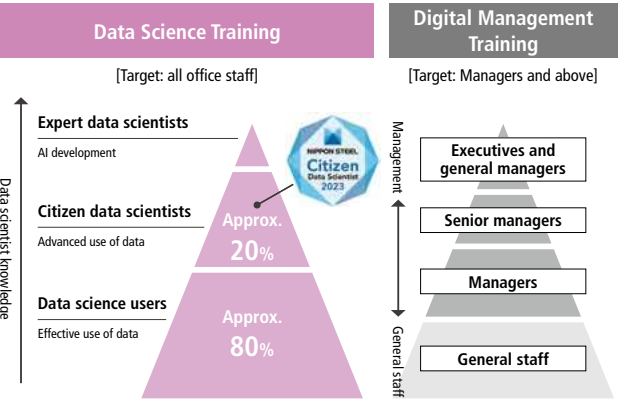 Data Science Training
[Target: all office staff]
Data scientist knowledge
Expert data scientists
AI development
Citizen data scientists
Advanced use of data
Data science users
Effective use of data
NIPPON STEEL
Citizen
Data Scientist
2023
Approx.
20%
Approx.
80%
Digital Management
Training
[Target: Managers and above]
Management
General staff
Executives and
general managers
Senior managers
Managers
General staff